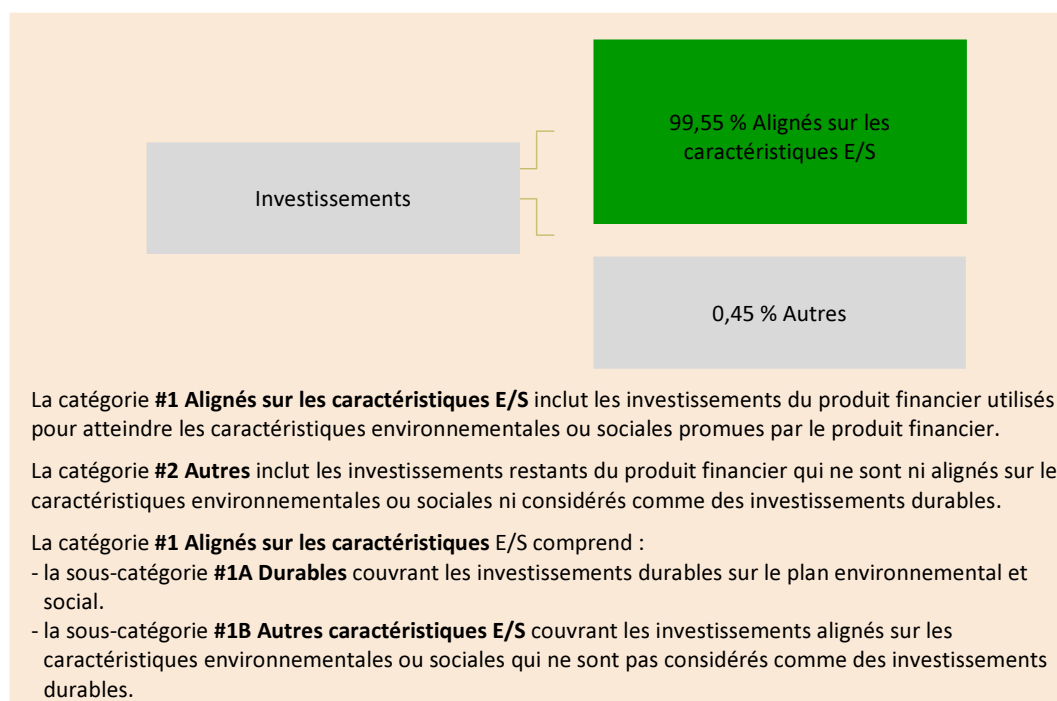 99,55 % Alignés sur les
caractéristiques E/S
Investissements
0,45 % Autres
La catégorie #1 Alignés sur les caractéristiques E/S inclut les investissements du produit financier utilisés
pour atteindre les caractéristiques environnementales ou sociales promues par le produit financier.
La catégorie #2 Autres inclut les investissements restants du produit financier qui ne sont ni alignés sur le
caractéristiques environnementales ou sociales ni considérés comme des investissements durables.
La catégorie #1 Alignés sur les caractéristiques E/S comprend :
- la sous-catégorie #1A Durables couvrant les investissements durables sur le plan environnemental et
social.
- la sous-catégorie #1B Autres caractéristiques E/S couvrant les investissements alignés sur les
caractéristiques environnementales ou sociales qui ne sont pas considérés comme des investissements
durables.